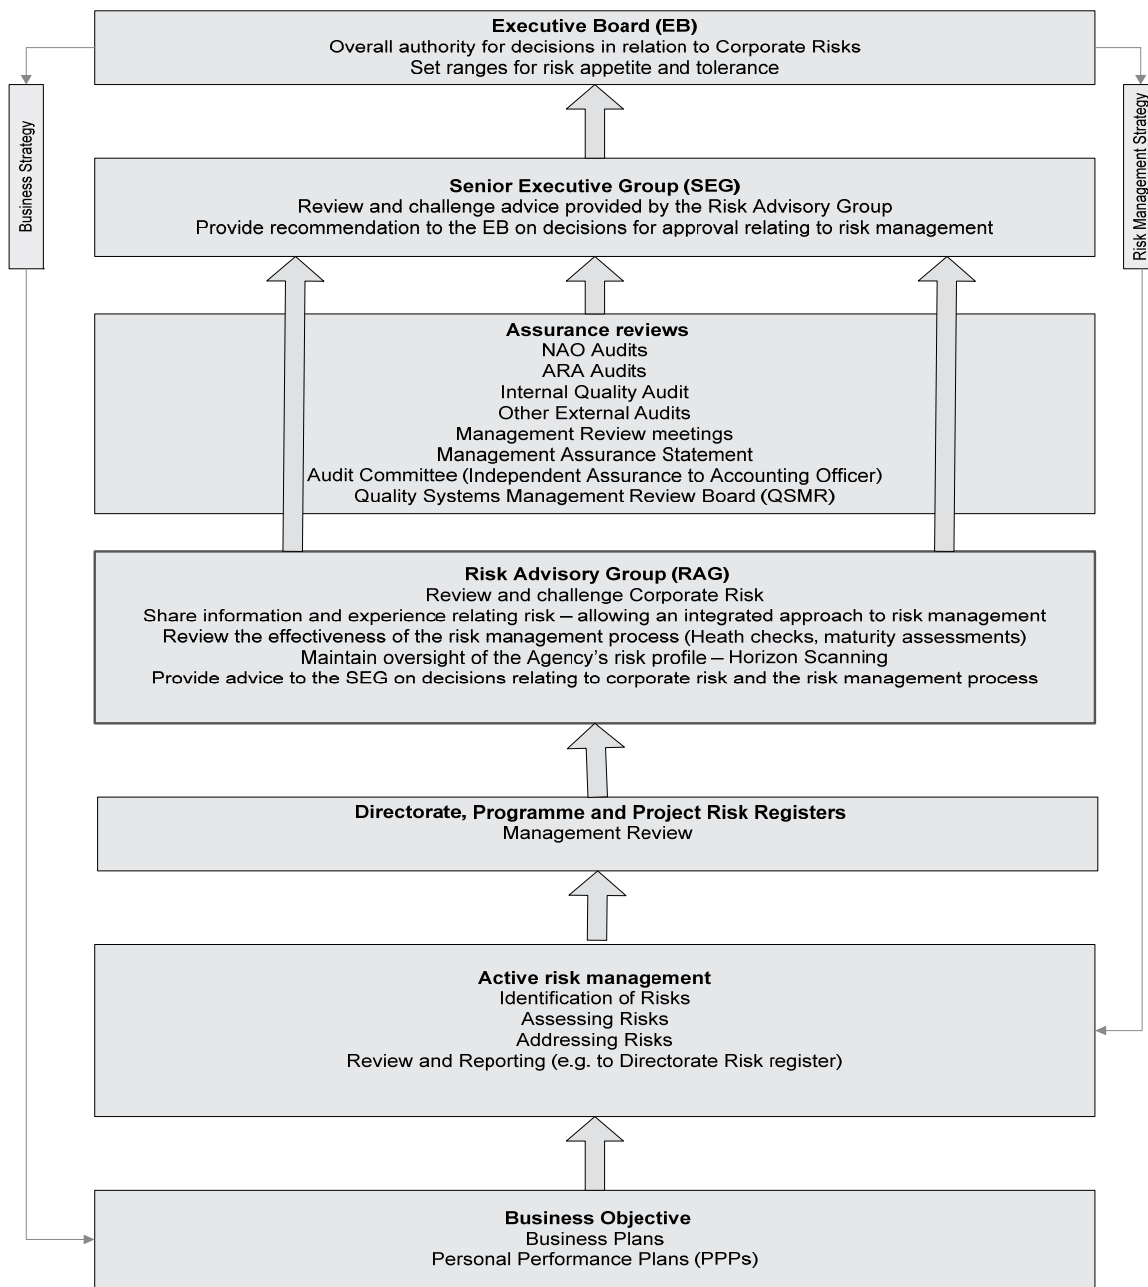 Executive Board (EB)
Overall authority for decisions in relation to Corporate Risks
Set ranges for risk appetite and tolerance
Business Strategy
Risk Management Strategy
Senior Executive Group (SEG)
Review and challenge advice provided by the Risk Advisory Group
Provide recommendation to the EB on decisions for approval relating to risk management
Assurance reviews
NAO Audits
ARA Audits
Internal Quality Audit
Other External Audits
Management Review meetings
Management Assurance Statement
Audit Committee (Independent Assurance to Accounting Officer)
Quality Systems Management Review Board (QSMR)
Risk Advisory Group (RAG)
Review and challenge Corporate Risk
Share information and experience relating risk – allowing an integrated approach to risk management
Review the effectiveness of the risk management process (Heath checks, maturity assessments)
Maintain oversight of the Agency's risk profile – Horizon Scanning
Provide advice to the SEG on decisions relating to corporate risk and the risk management process
Directorate, Programme and Project Risk Registers
Management Review
Active risk management
Identification of Risks
Assessing Risks
Addressing Risks
Review and Reporting (e.g. to Directorate Risk register)
Business Objective
Business Plans
Personal Performance Plans (PPPs)